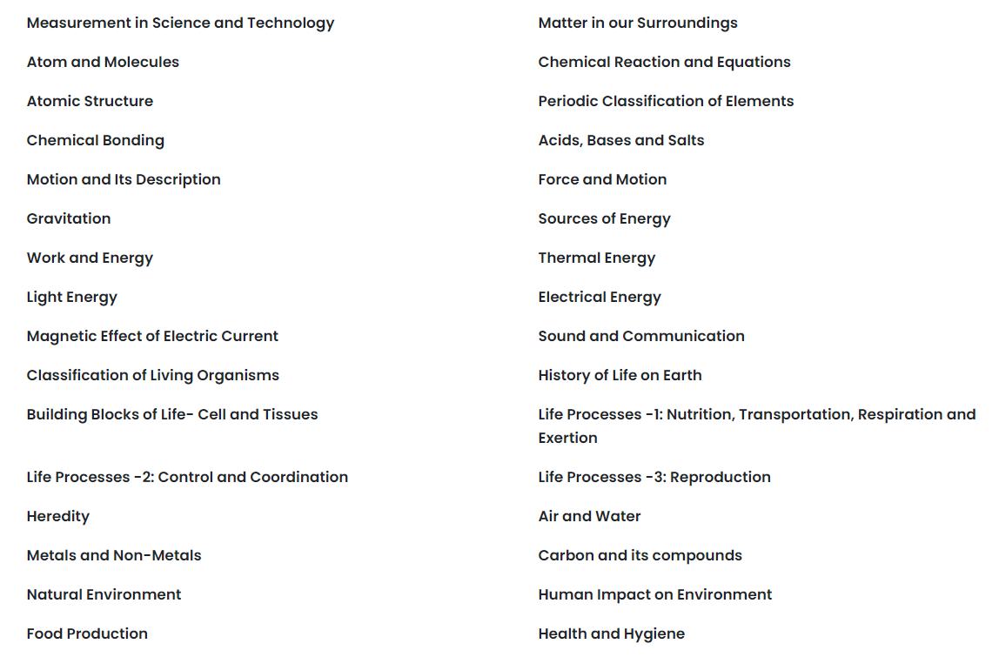 Measurement in Science and Technology
Matter in our Surroundings
Atom and Molecules
Chemical Reaction and Equations
Atomic Structure
Periodic Classification of Elements
Chemical Bonding
Acids, Bases and Salts
Motion and Its Description
Force and Motion
Gravitation
Sources of Energy
Work and Energy
Thermal Energy
Light Energy
Electrical Energy
Magnetic Effect of Electric Current
Sound and Communication
Classification of Living Organisms
History of Life on Earth
Building Blocks of Life- Cell and Tissues
Life Processes -1: Nutrition, Transportation, Respiration and
Exertion
Life Processes -2: Control and Coordination
Life Processes -3: Reproduction
Heredity
Air and Water
Metals and Non-Metals
Carbon and its compounds
Natural Environment
Human Impact on Environment
Food Production
Health and Hygiene